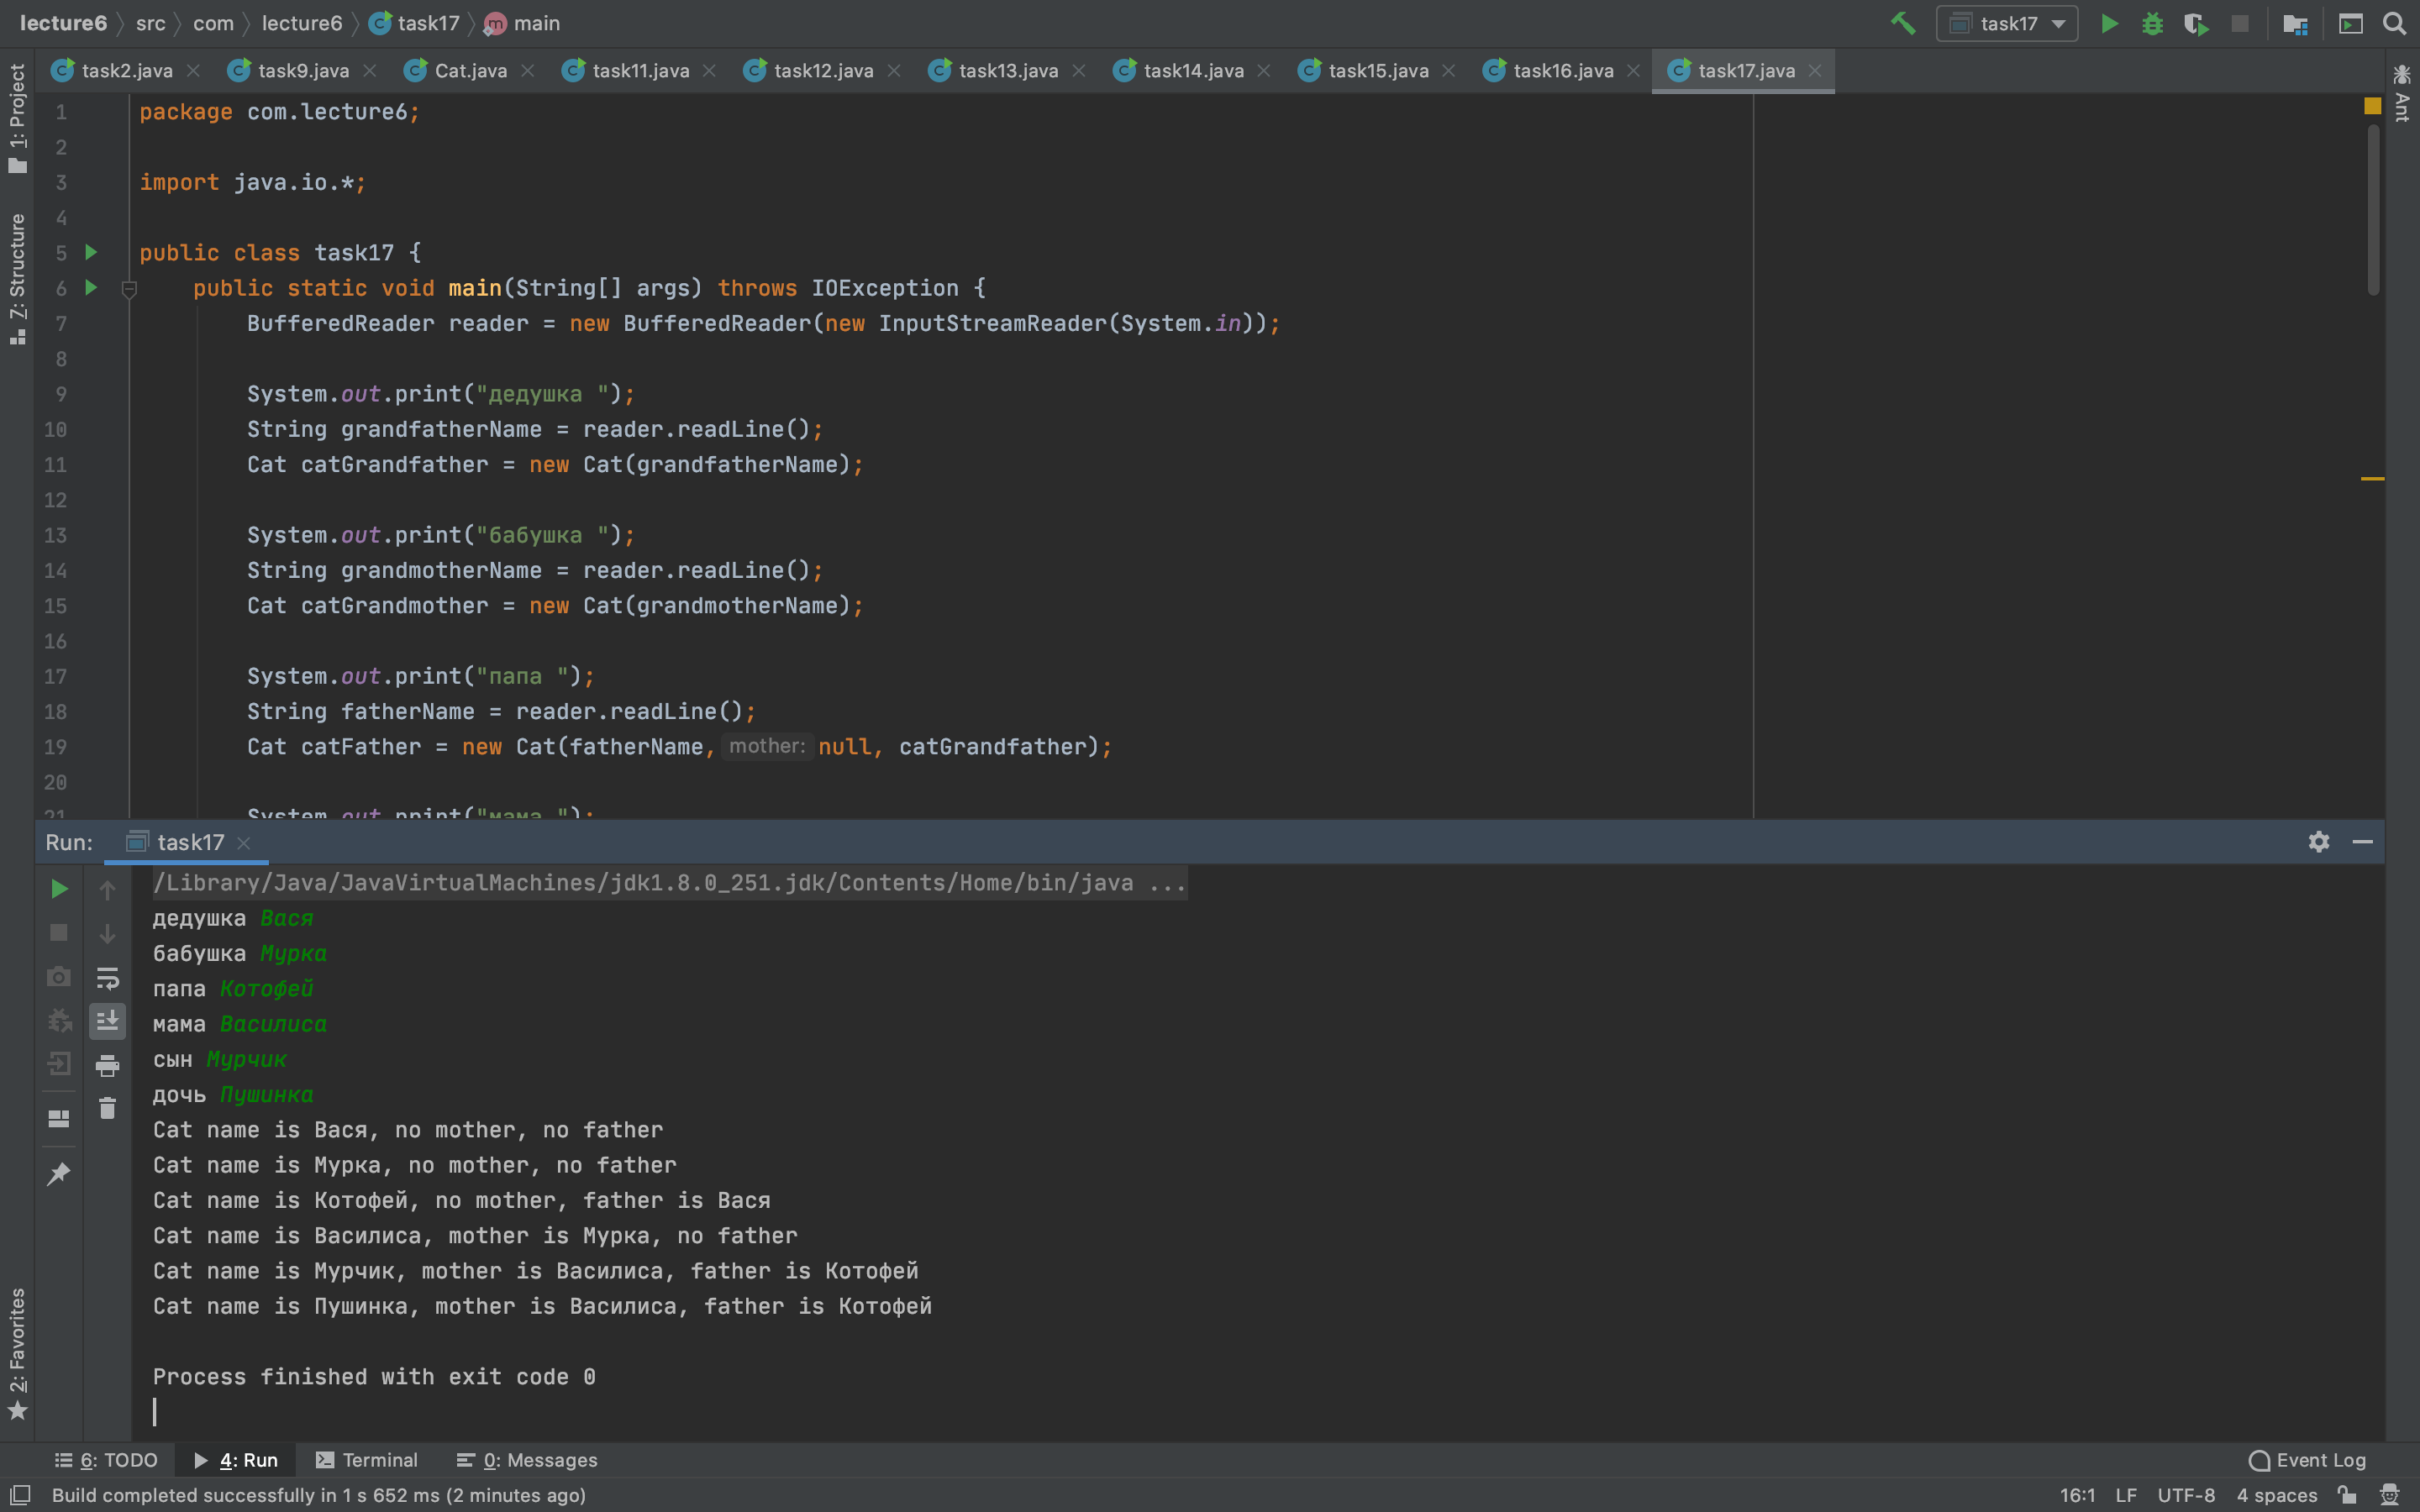 lecture6 src com lecture6 task17 main task17
task2.java task9.java Cat.java task11.java task12.java task13.java task14.java task15.java task16.java task17.java
1: Project
7: Structure
2: Favorites
Ant
1 package com.lecture6;
2
3 import java.io.*;
4
5 public class task17 {
6 public static void main(String[] args) throws IOException {
7 BufferedReader reader = new BufferedReader(new InputStreamReader(System.in));
8
9 System.out.print("дедушка ");
10 String grandfatherName = reader.readLine();
11 Cat catGrandfather = new Cat(grandfatherName);
12
13 System.out.print("бабушка ");
14 String grandmotherName = reader.readLine();
15 Cat catGrandmother = new Cat(grandmotherName);
16
17 System.out.print("папа ");
18 String fatherName = reader.readLine();
19 Cat catFather = new Cat(fatherName, mother: null, catGrandfather);
20
21 System.out.print("мама ");
Run: task17
/Library/Java/JavaVirtualMachines/jdk1.8.0_251.jdk/Contents/Home/bin/java ...
дедушка Вася
бабушка Мурка
папа Котофей
мама Василиса
сын Мурчик
дочь Пушинка
Cat name is Вася, no mother, no father
Cat name is Мурка, no mother, no father
Cat name is Котофей, no mother, father is Вася
Cat name is Василиса, mother is Мурка, no father
Cat name is Мурчик, mother is Василиса, father is Котофей
Cat name is Пушинка, mother is Василиса, father is Котофей
Process finished with exit code 0
6: TODO 4: Run Terminal 0: Messages Event Log
Build completed successfully in 1 s 652 ms (2 minutes ago) 16:1 LF UTF-8 4 spaces